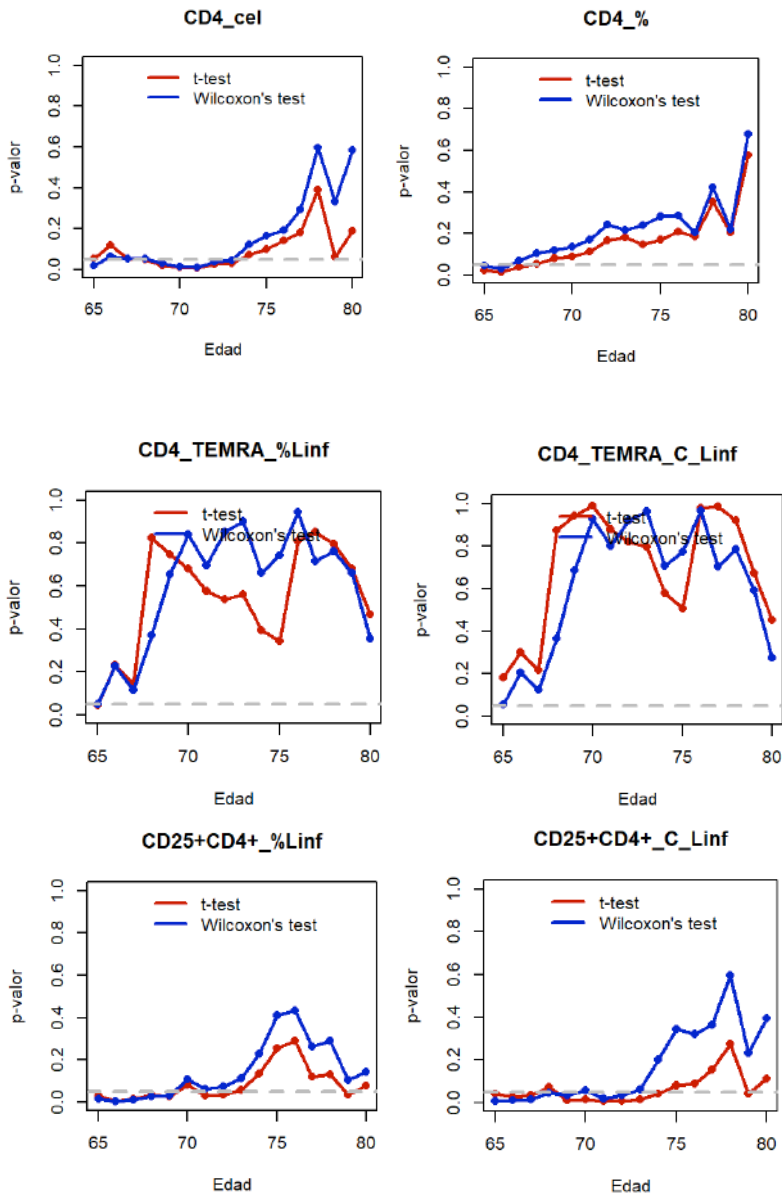 CD4_cel
1.0
0.8
0.6
0.4
0.2
0.0
p-valor
t-test
Wilcoxon's test
65
70
75
80
Edad
CD4_%
1.0
0.8
0.6
0.4
0.2
0.0
p-valor
t-test
Wilcoxon's test
65
70
75
80
Edad
CD4_TEMRA_%Linf
1.0
0.8
0.6
0.4
0.2
0.0
p-valor
t-test
Wilcoxon's test
65
70
75
80
Edad
CD4_TEMRA_C_Linf
1.0
0.8
0.6
0.4
0.2
0.0
p-valor
t-test
Wilcoxon's test
65
70
75
80
Edad
CD25+CD4+_%Linf
1.0
0.8
0.6
0.4
0.2
0.0
p-valor
t-test
Wilcoxon's test
65
70
75
80
Edad
CD25+CD4+_C_Linf
1.0
0.8
0.6
0.4
0.2
0.0
p-valor
t-test
Wilcoxon's test
65
70
75
80
Edad